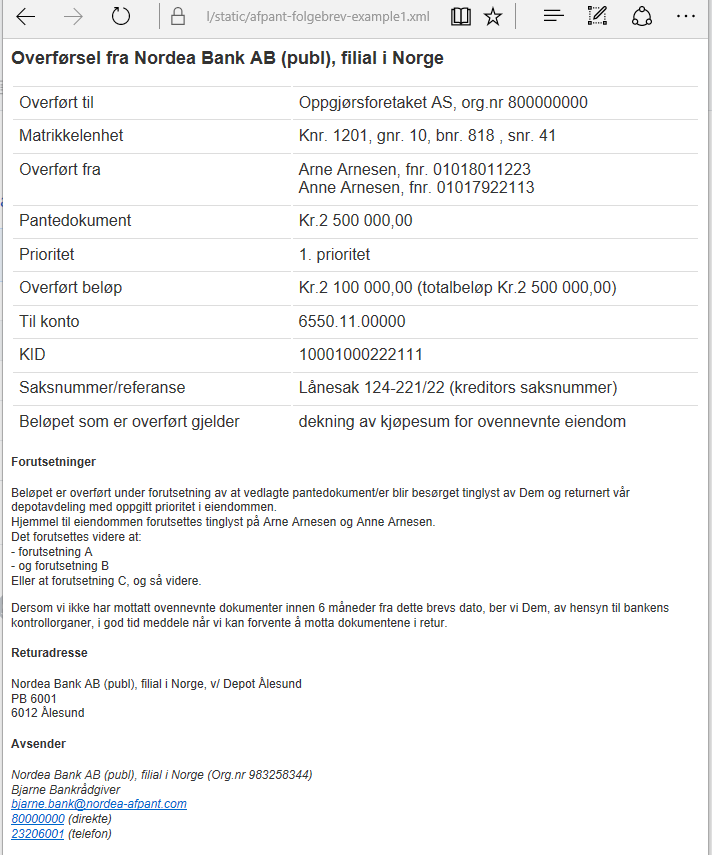 l/static/afpant-folgebrev-example1.xml
Overførsel fra Nordea Bank AB (publ), filial i Norge
Overført til Oppgjørsforetaket AS, org.nr 800000000
Matrikkelenhet Knr. 1201, gnr. 10, bnr. 818 , snr. 41
Overført fra Arne Arnesen, fnr. 01018011223
Anne Arnesen, fnr. 01017922113
Pantedokument Kr.2 500 000,00
Prioritet 1. prioritet
Overført beløp Kr.2 100 000,00 (totalbeløp Kr.2 500 000,00)
Til konto 6550.11.00000
KID 10001000222111
Saksnummer/referanse Lånesak 124-221/22 (kreditors saksnummer)
Beløpet som er overført gjelder dekning av kjøpesum for ovennevnte eiendom
Forutsetninger
Beløpet er overført under forutsetning av at vedlagte pantedokument/er blir besørget tinglyst av Dem og returnert vår
depotavdeling med oppgitt prioritet i eiendommen.
Hjemmel til eiendommen forutsettes tinglyst på Arne Arnesen og Anne Arnesen.
Det forutsettes videre at:
- forutsetning A
- og forutsetning B
Eller at forutsetning C, og så videre.
Dersom vi ikke har mottatt ovennevnte dokumenter innen 6 måneder fra dette brevs dato, ber vi Dem, av hensyn til bankens
kontrollorganer, i god tid meddele når vi kan forvente å motta dokumentene i retur.
Returadresse
Nordea Bank AB (publ), filial i Norge, v/ Depot Ålesund
PB 6001
6012 Ålesund
Avsender
Nordea Bank AB (publ), filial i Norge (Org.nr 983258344)
Bjarne Bankrådgiver
bjarne.bank@nordea-afpant.com
80000000 (direkte)
23206001 (telefon)